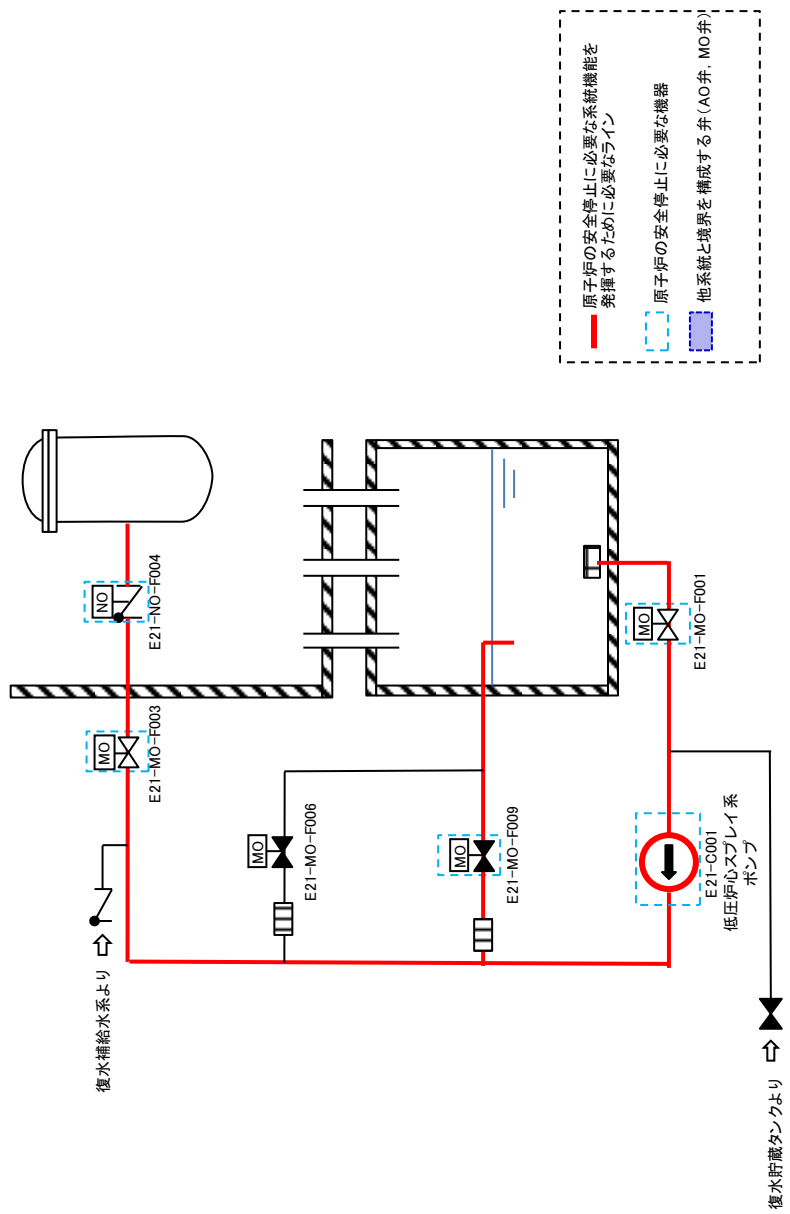 原子炉の安全停止に必要な系統機能を
発揮するために必要なライン
原子炉の安全停止に必要な機器
他系統と境界を構成する弁(AO弁，MO弁)
NO
E21-NO-F004
MO
E21-MO-F003
MO
E21-MO-F001
MO
E21-MO-F006
MO
E21-MO-F009
E21-C001
低圧炉心スプレイ系
ポンプ
復水補給水系より
復水貯蔵タンクより